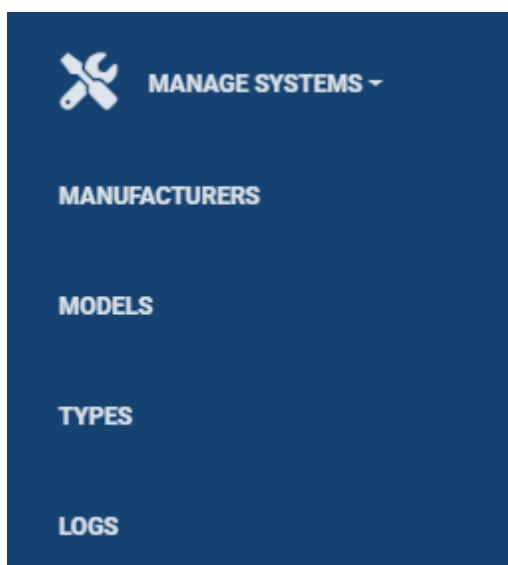 MANAGE SYSTEMS
MANUFACTURERS
MODELS
TYPES
LOGS